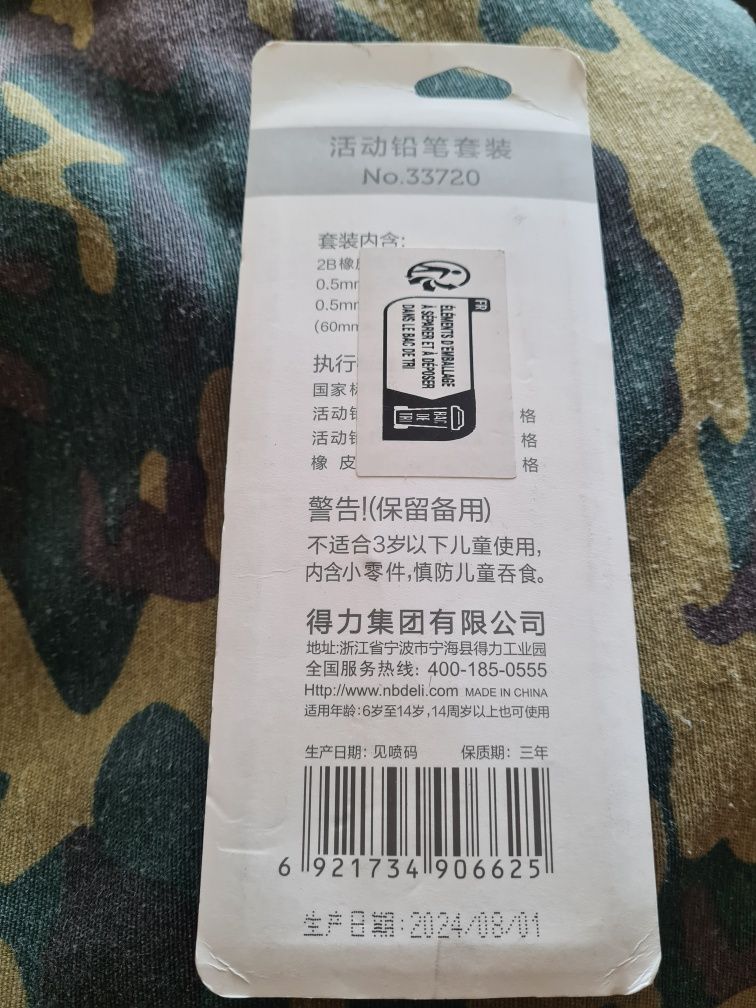 活动铅笔套装
No.33720
套装内含:
2B橡
0.5mm
0.5mm
(60mm
执行
国家标
活动铅 格
活动铅 格
橡 皮 格
FR
ÉLÉMENTS D'EMBALLAGE
À SÉPARER ET À DÉPOSER
DANS LE BAC DE TRI
BAC
DE
TRI
警告!(保留备用)
不适合3岁以下儿童使用,
内含小零件,慎防儿童吞食。
得力集团有限公司
地址:浙江省宁波市宁海县得力工业园
全国服务热线: 400-185-0555
Http://www.nbdeli.com MADE IN CHINA
适用年龄:6岁至14岁,14周岁以上也可使用
生产日期: 见喷码 保质期: 三年
6 921734 906625
生产日期:2024/08/01